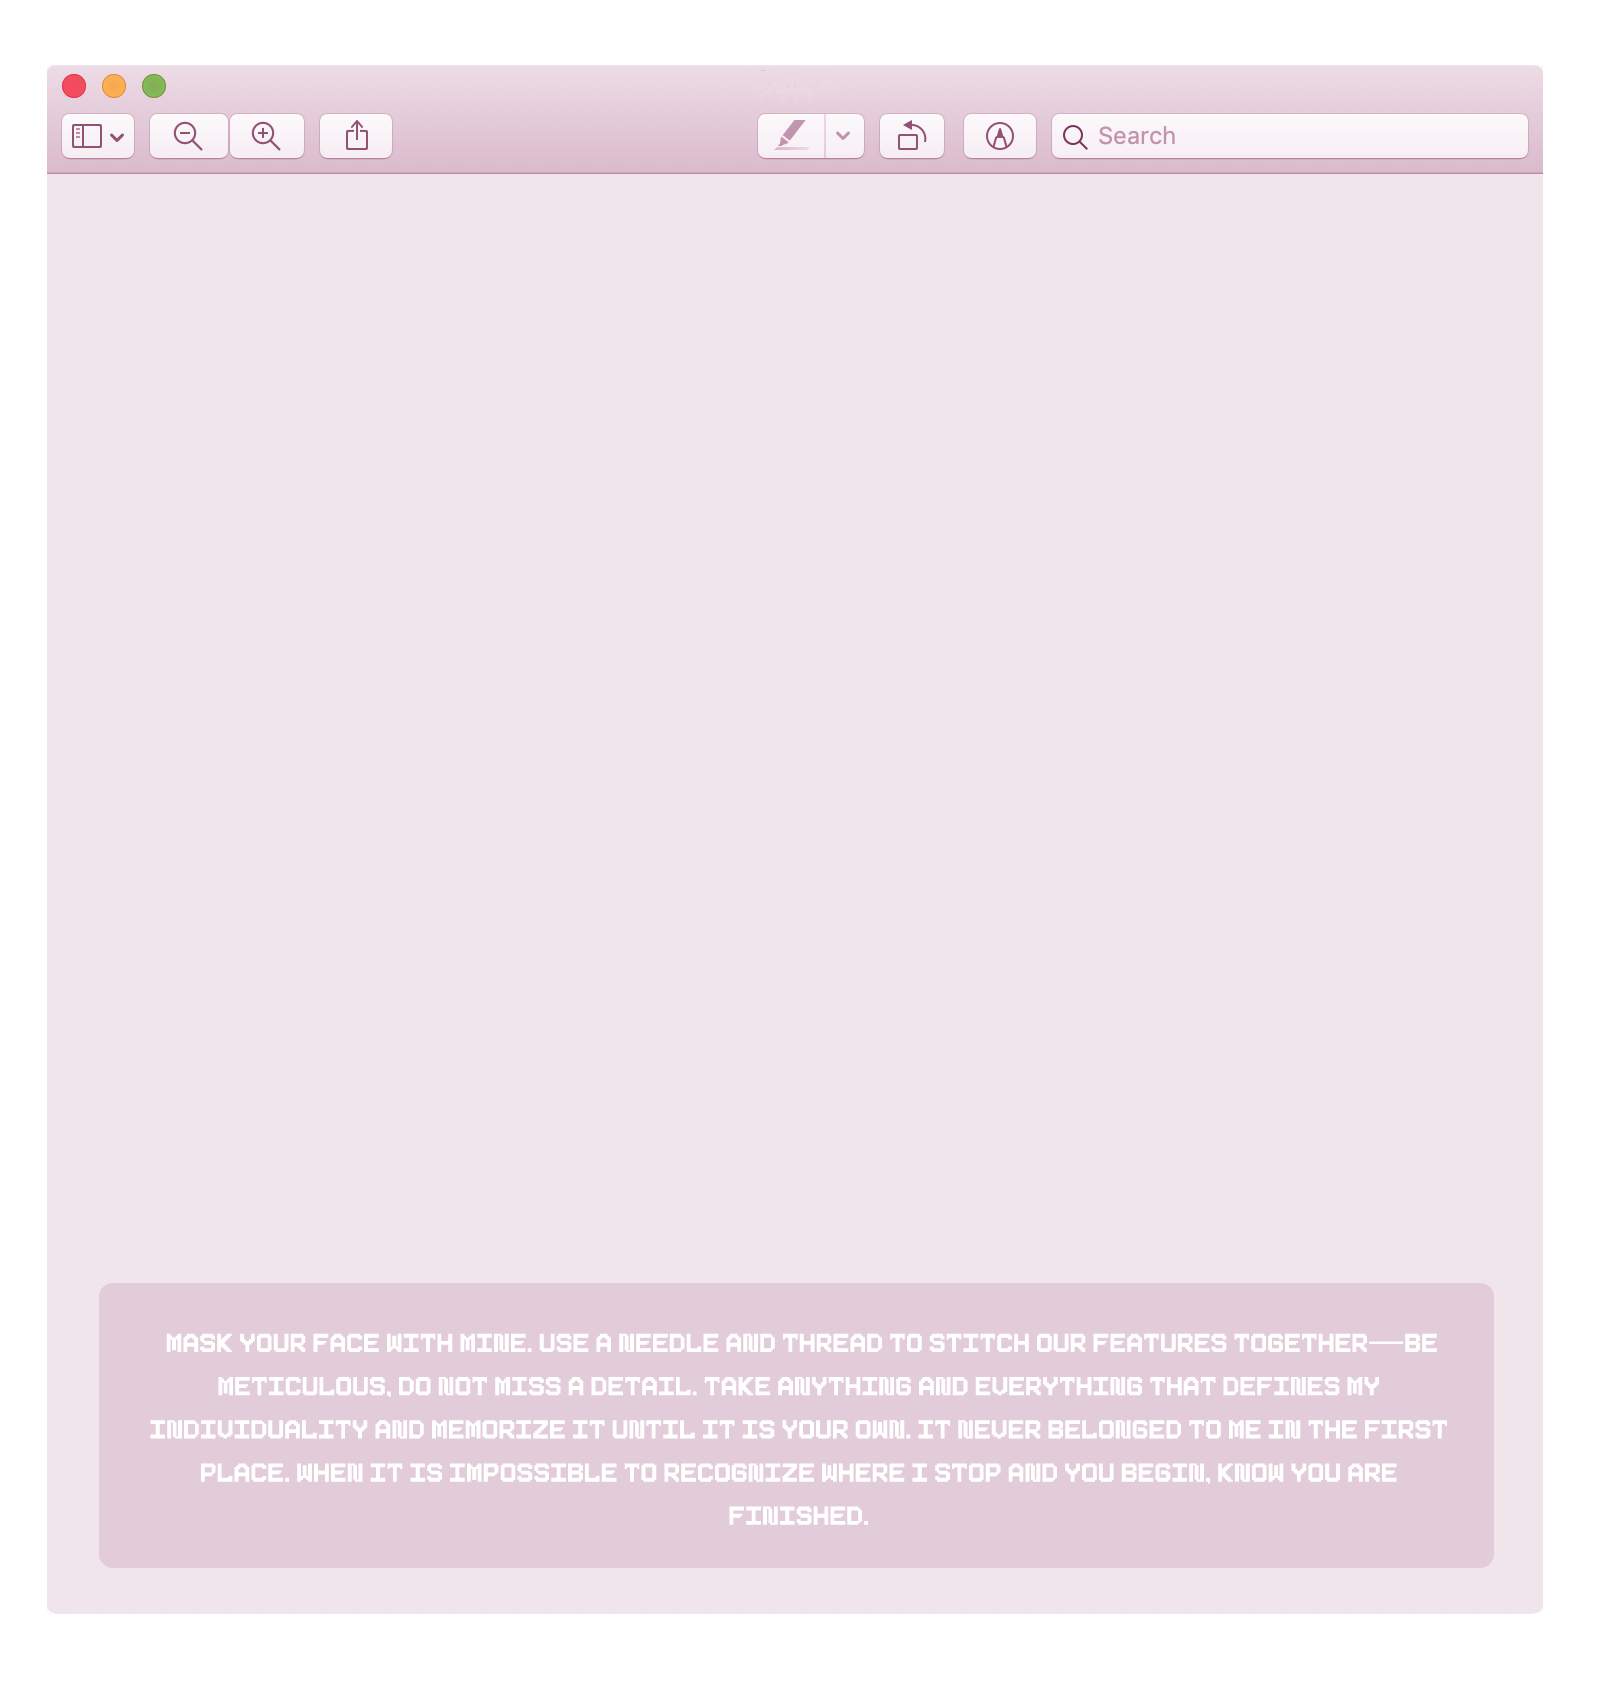 Search
MASK YOUR FACE WITH MINE. USE A NEEDLE AND THREAD TO STITCH OUR FEATURES TOGETHER——BE
METICULOUS, DO NOT MISS A DETAIL. TAKE ANYTHING AND EVERYTHING THAT DEFINES MY
INDIVIDUALITY AND MEMORIZE IT UNTIL IT IS YOUR OWN. IT NEVER BELONGED TO ME IN THE FIRST
PLACE. WHEN IT IS IMPOSSIBLE TO RECOGNIZE WHERE I STOP AND YOU BEGIN, KNOW YOU ARE
FINISHED.